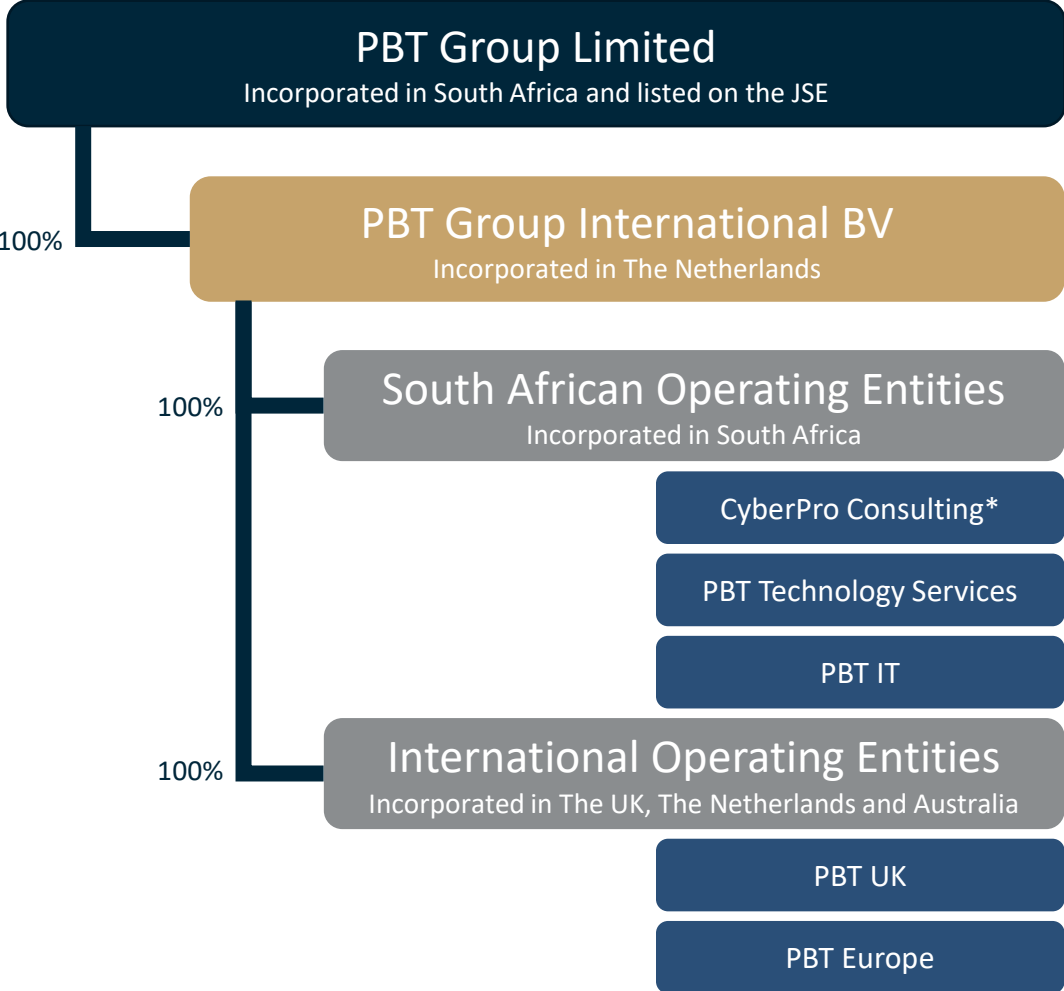 PBT Group Limited
Incorporated in South Africa and listed on the JSE
PBT Group International BV
100%
Incorporated in The Netherlands
South African Operating Entities
100%
Incorporated in South Africa
CyberPro Consulting*
PBT Technology Services
PBT IT
International Operating Entities
100%
Incorporated in The UK, The Netherlands and Australia
PBT UK
PBT Europe